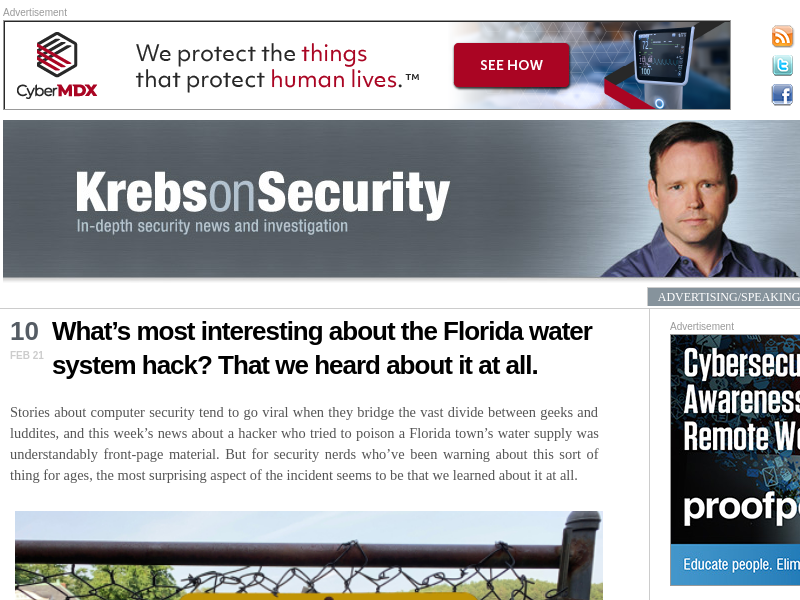 Advertisement
CyberMDX
We protect the things
that protect human lives.™
SEE HOW
KrebsonSecurity
In-depth security news and investigation
ADVERTISING/SPEAKING
10
FEB 21
What’s most interesting about the Florida water
system hack? That we heard about it at all.
Stories about computer security tend to go viral when they bridge the vast divide between geeks and
luddites, and this week’s news about a hacker who tried to poison a Florida town’s water supply was
understandably front-page material. But for security nerds who’ve been warning about this sort of
thing for ages, the most surprising aspect of the incident seems to be that we learned about it at all.
Advertisement
Cybersecu
Awareness
Remote Wo
proofp
Educate people. Elim